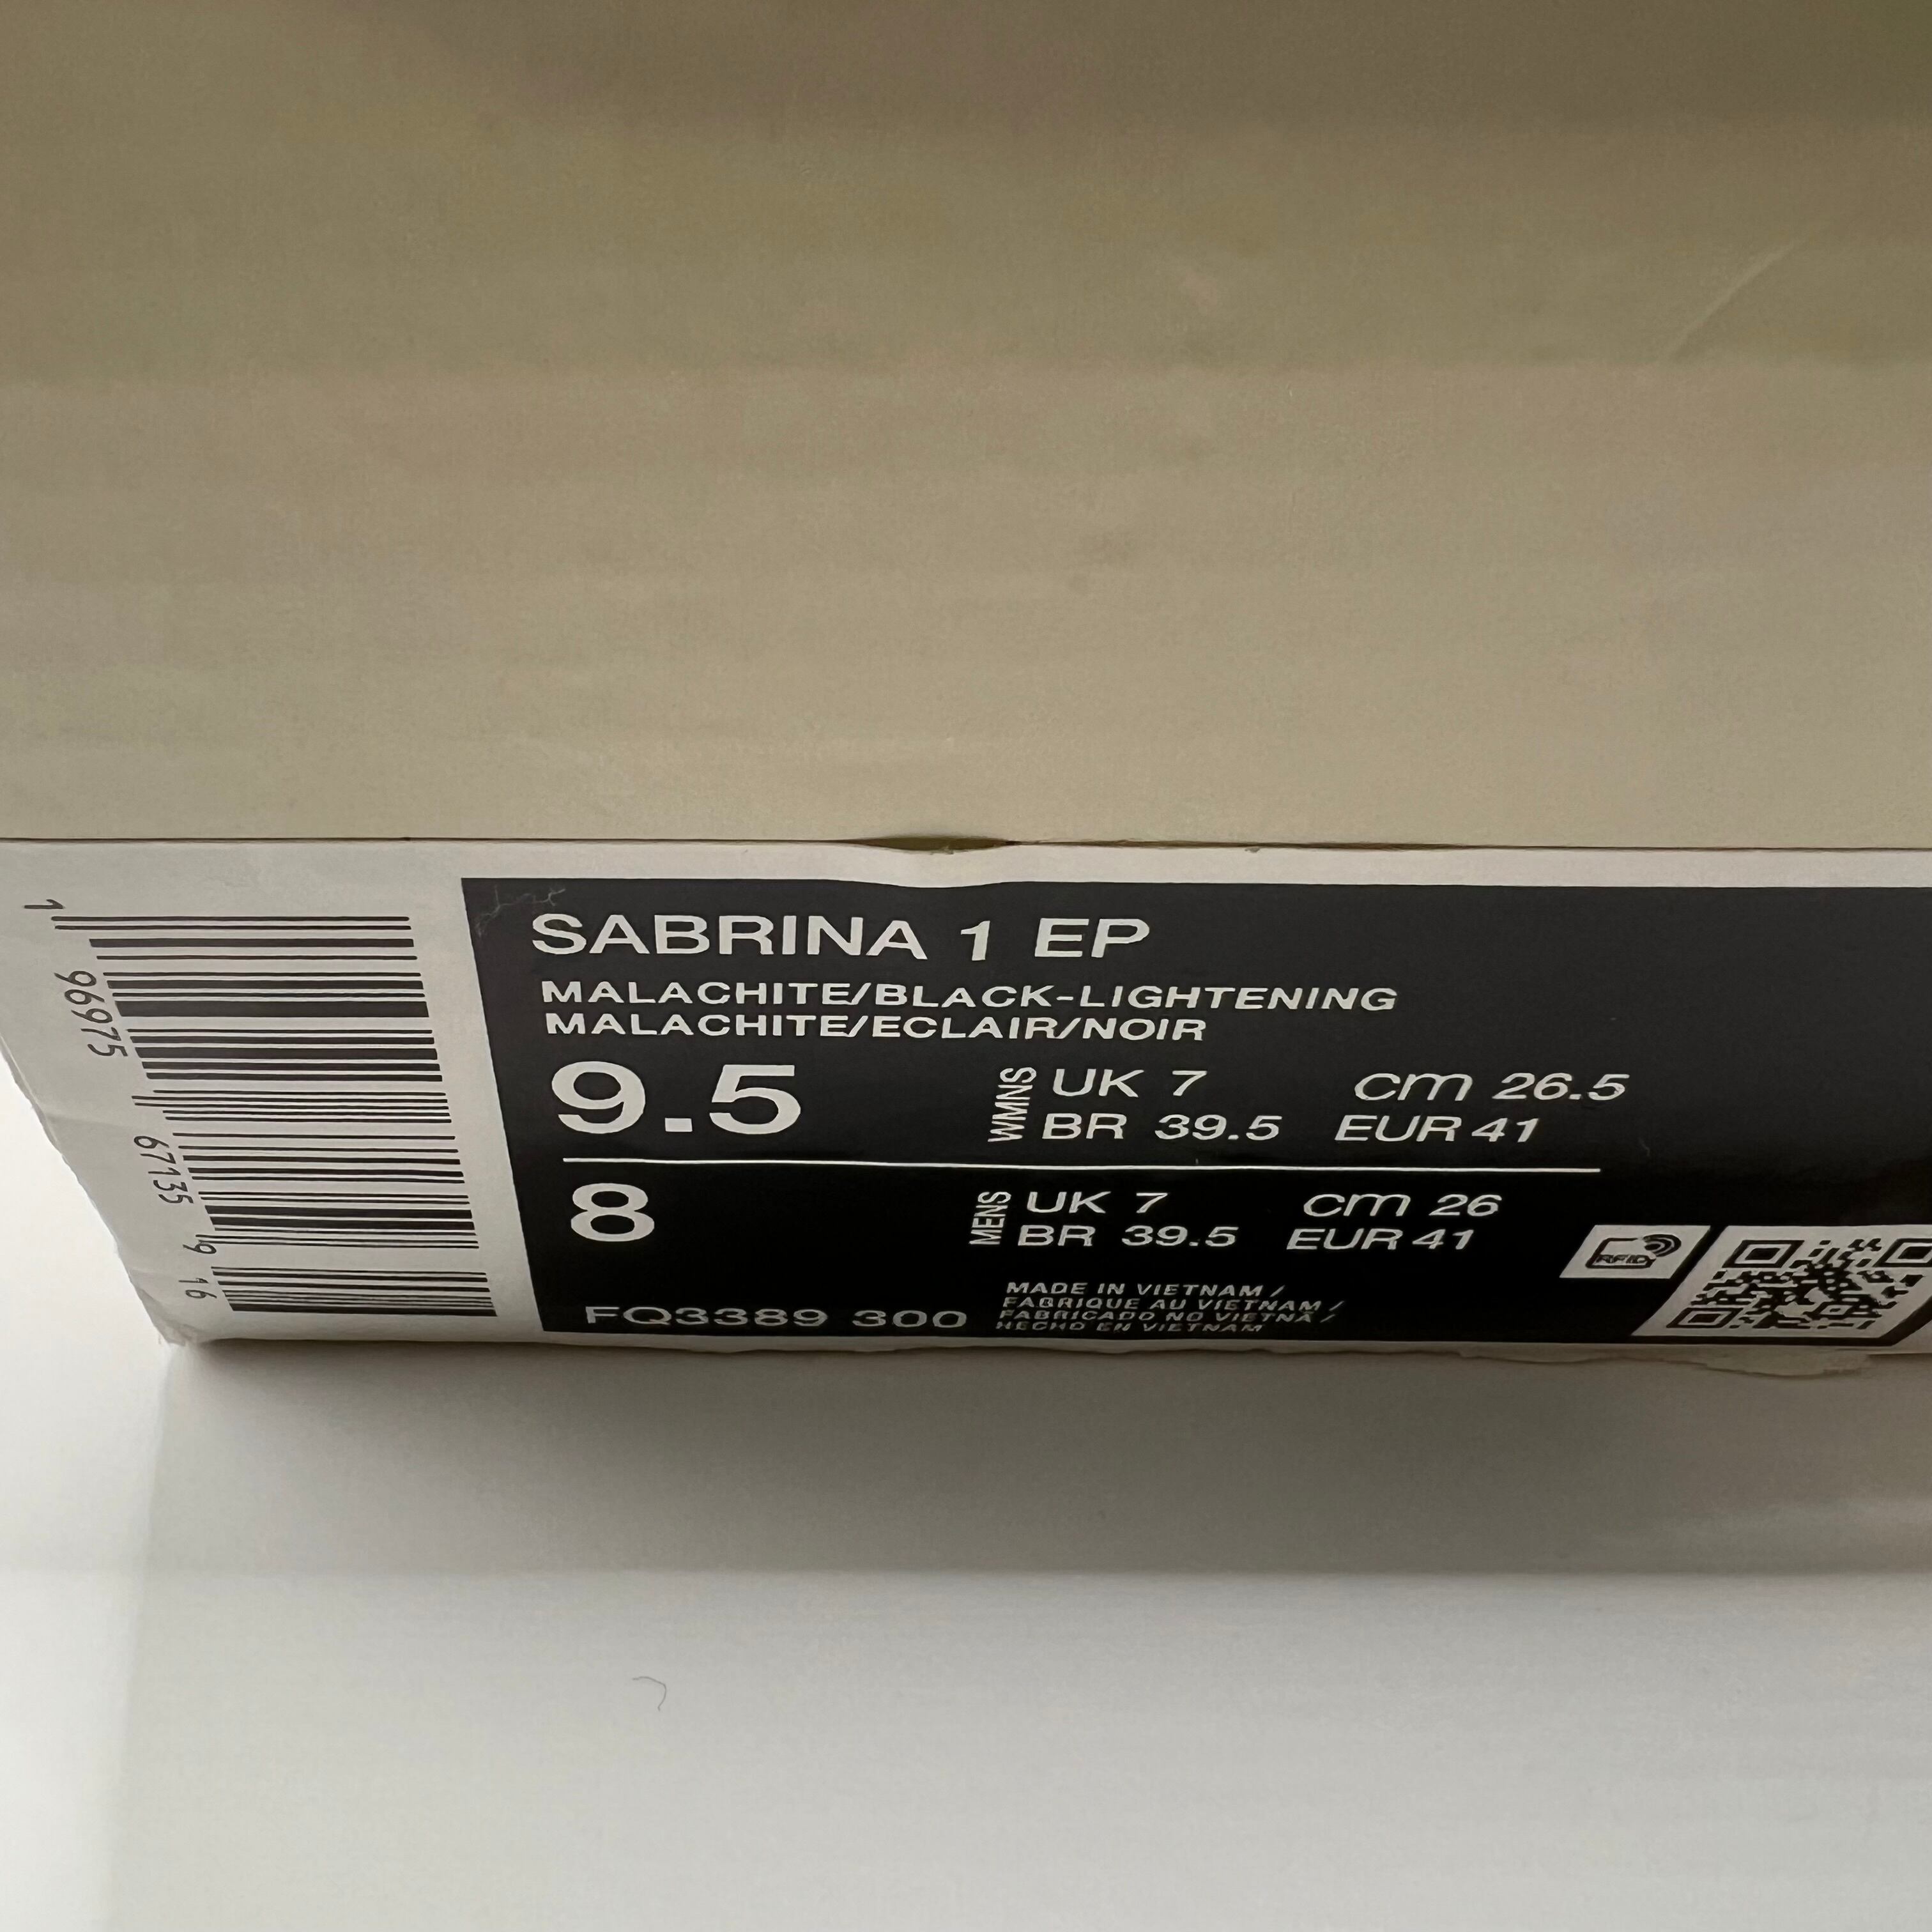 SABRINA 1 EP
MALACHITE/BLACK-LIGHTENING
MALACHITE/ECLAIR/NOIR
9.5 WMNS UK 7 cm 26.5
BR 39.5 EUR 41
8 MENS UK 7 cm 26
BR 39.5 EUR 41
FQ3389 300
MADE IN VIETNAM /
FABRIQUE AU VIETNAM /
FABRICADO NO VIETNÃ /
HECHO EN VIETNAM
RFID
1 96975 67135 9 16